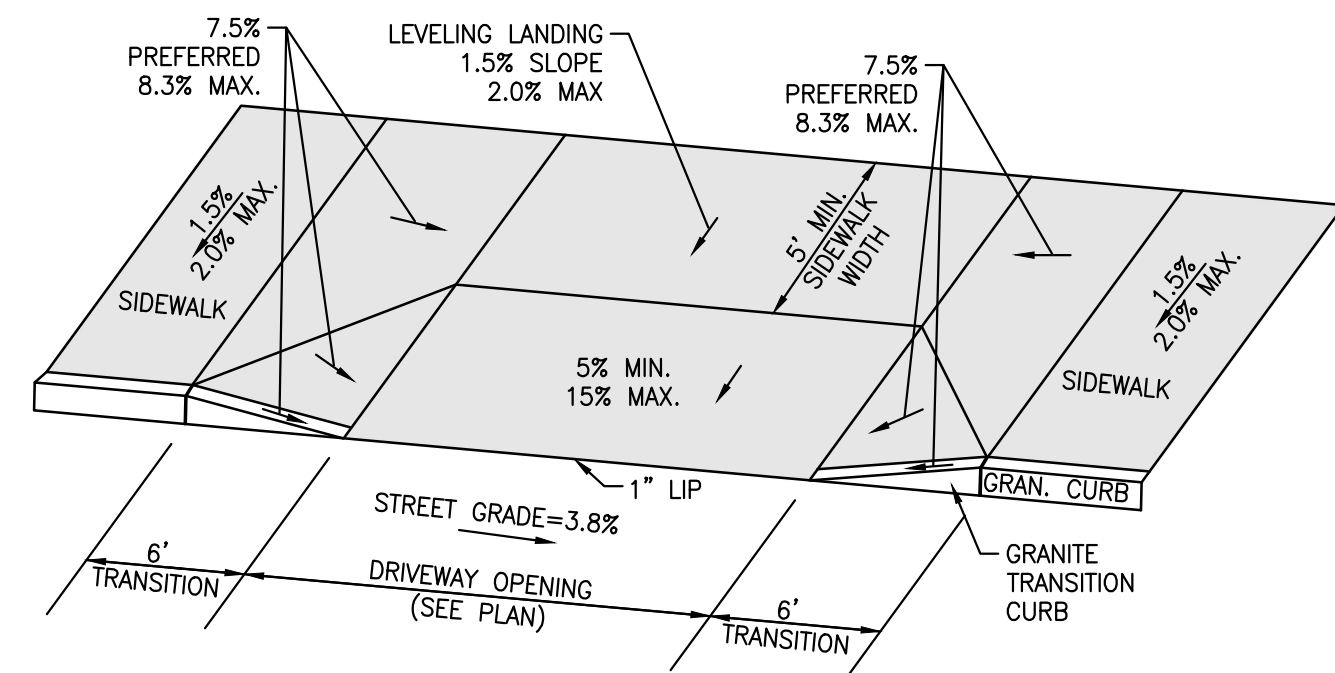 7.5%
PREFERRED
8.3% MAX.
LEVELING LANDING
1.5% SLOPE
2.0% MAX
7.5%
PREFERRED
8.3% MAX.
1.5%
2.0% MAX.
SIDEWALK
5' MIN.
SIDEWALK
WIDTH
1.5%
2.0% MAX.
SIDEWALK
5% MIN.
15% MAX.
1" LIP
GRAN. CURB
STREET GRADE=3.8%
GRANITE
TRANSITION
CURB
6'
TRANSITION
DRIVEWAY OPENING
(SEE PLAN)
6'
TRANSITION